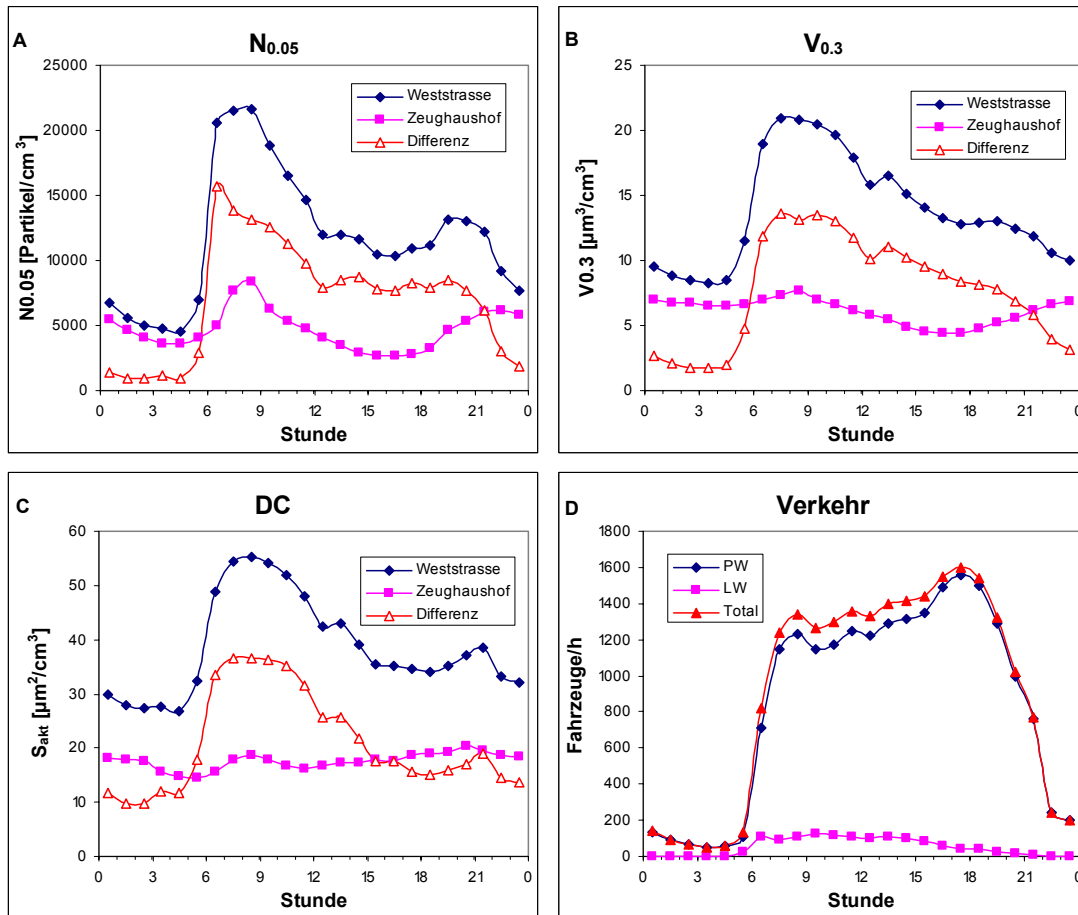 A
N0.05
N0.05 [Partikel/cm3]
25000
20000
15000
10000
5000
0
Weststrasse
Zeughaushof
Differenz
0 3 6 9 12 15 18 21 0
Stunde
B
V0.3
V0.3 [µm3/cm3]
25
20
15
10
5
0
Weststrasse
Zeughaushof
Differenz
0 3 6 9 12 15 18 21 0
Stunde
C
DC
Sakt [µm2/cm3]
60
50
40
30
20
10
0
Weststrasse
Zeughaushof
Differenz
0 3 6 9 12 15 18 21 0
Stunde
D
Verkehr
Fahrzeuge/h
1800
1600
1400
1200
1000
800
600
400
200
0
PW
LW
Total
0 3 6 9 12 15 18 21 0
Stunde